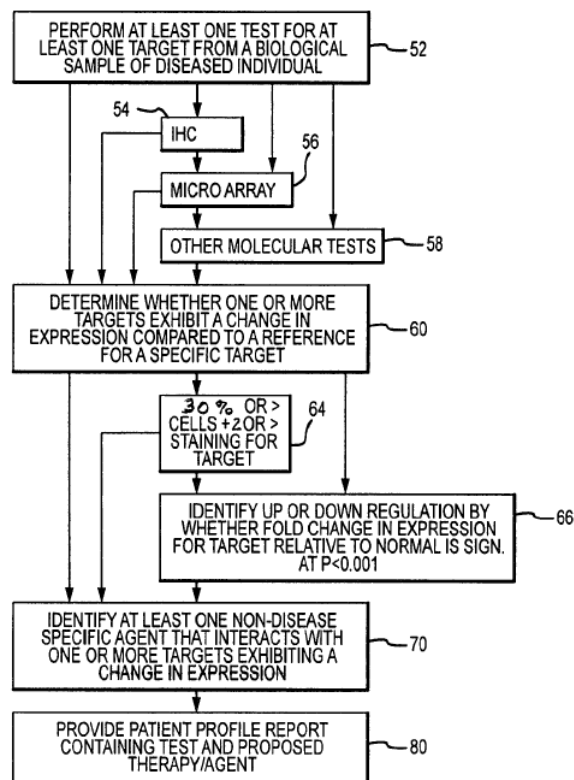 PERFORM AT LEAST ONE TEST FOR AT
LEAST ONE TARGET FROM A BIOLOGICAL
SAMPLE OF DISEASED INDIVIDUAL
52
54
IHC
56
MICRO ARRAY
OTHER MOLECULAR TESTS
58
DETERMINE WHETHER ONE OR MORE
TARGETS EXHIBIT A CHANGE IN
EXPRESSION COMPARED TO A REFERENCE
FOR A SPECIFIC TARGET
60
30% OR >
CELLS +2 OR >
STAINING FOR
TARGET
64
IDENTIFY UP OR DOWN REGULATION BY
WHETHER FOLD CHANGE IN EXPRESSION
FOR TARGET RELATIVE TO NORMAL IS SIGN.
AT P<0.001
66
IDENTIFY AT LEAST ONE NON-DISEASE
SPECIFIC AGENT THAT INTERACTS WITH
ONE OR MORE TARGETS EXHIBITING A
CHANGE IN EXPRESSION
70
PROVIDE PATIENT PROFILE REPORT
CONTAINING TEST AND PROPOSED
THERAPY/AGENT
80